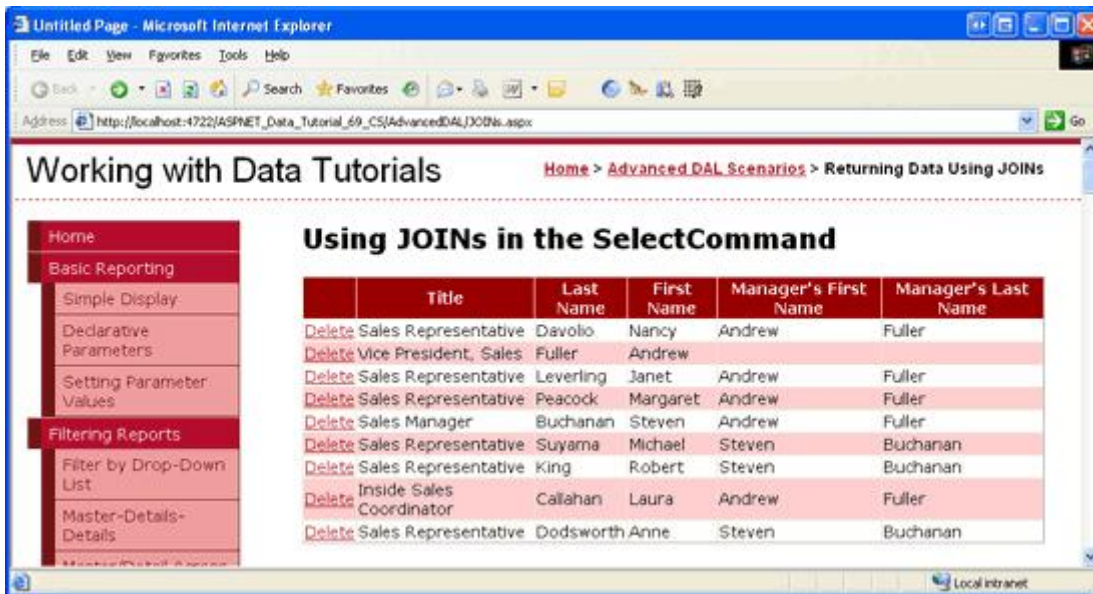 Untitled Page - Microsoft Internet Explorer
File Edit View Favorites Tools Help
Back Search Favorites
Address http://localhost:4722/ASPNET_Data_Tutorial_69_CS/AdvancedDAL/JOINs.aspx Go
Working with Data Tutorials
Home > Advanced DAL Scenarios > Returning Data Using JOINs
Home
Basic Reporting
Simple Display
Declarative
Parameters
Setting Parameter
Values
Filtering Reports
Filter by Drop-Down
List
Master-Details-
Details
Using JOINs in the SelectCommand
Title Last Name First Name Manager's First Name Manager's Last Name
Delete Sales Representative Davolio Nancy Andrew Fuller
Delete Vice President, Sales Fuller Andrew
Delete Sales Representative Leverling Janet Andrew Fuller
Delete Sales Representative Peacock Margaret Andrew Fuller
Delete Sales Manager Buchanan Steven Andrew Fuller
Delete Sales Representative Suyama Michael Steven Buchanan
Delete Sales Representative King Robert Steven Buchanan
Delete Inside Sales Coordinator Callahan Laura Andrew Fuller
Delete Sales Representative Dodsworth Anne Steven Buchanan
Local intranet